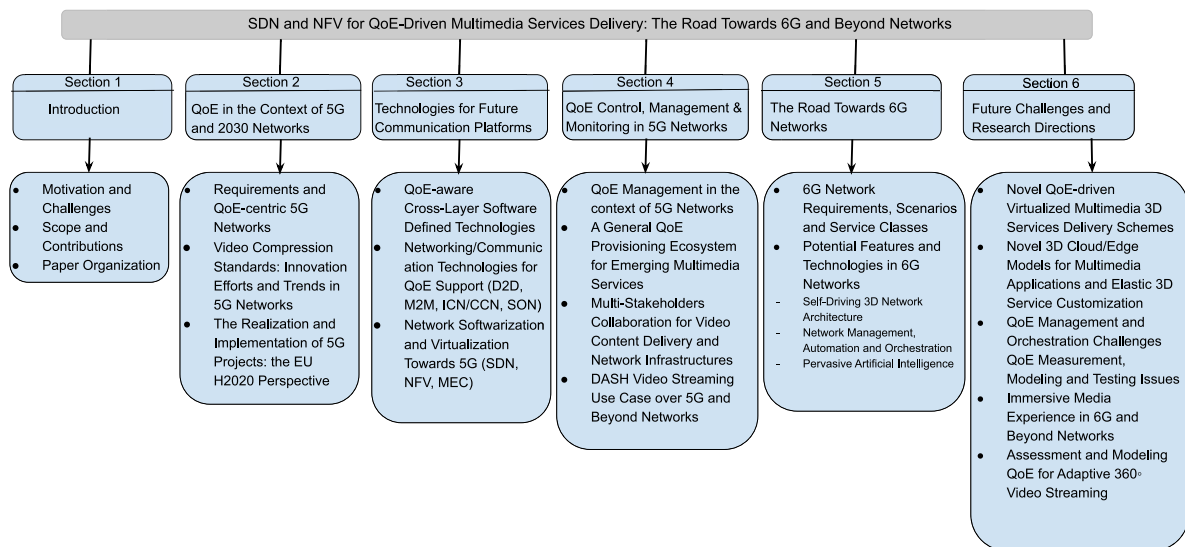 SDN and NFV for QoE-Driven Multimedia Services Delivery: The Road Towards 6G and Beyond Networks
Section 1
Introduction
● Motivation and
Challenges
● Scope and
Contributions
● Paper Organization
Section 2
QoE in the Context of 5G
and 2030 Networks
● Requirements and
QoE-centric 5G
Networks
● Video Compression
Standards: Innovation
Efforts and Trends in
5G Networks
● The Realization and
Implementation of 5G
Projects: the EU
H2020 Perspective
Section 3
Technologies for Future
Communication Platforms
● QoE-aware
Cross-Layer Software
Defined Technologies
● Networking/Communic
ation Technologies for
QoE Support (D2D,
M2M, ICN/CCN, SON)
● Network Softwarization
and Virtualization
Towards 5G (SDN,
NFV, MEC)
Section 4
QoE Control, Management &
Monitoring in 5G Networks
● QoE Management in the
context of 5G Networks
● A General QoE
Provisioning Ecosystem
for Emerging Multimedia
Services
● Multi-Stakeholders
Collaboration for Video
Content Delivery and
Network Infrastructures
● DASH Video Streaming
Use Case over 5G and
Beyond Networks
Section 5
The Road Towards 6G
Networks
● 6G Network
Requirements, Scenarios
and Service Classes
● Potential Features and
Technologies in 6G
Networks
- Self-Driving 3D Network
Architecture
- Network Management,
Automation and Orchestration
- Pervasive Artificial Intelligence
Section 6
Future Challenges and
Research Directions
● Novel QoE-driven
Virtualized Multimedia 3D
Services Delivery Schemes
● Novel 3D Cloud/Edge
Models for Multimedia
Applications and Elastic 3D
Service Customization
● QoE Management and
Orchestration Challenges
QoE Measurement,
Modeling and Testing Issues
● Immersive Media
Experience in 6G and
Beyond Networks
● Assessment and Modeling
QoE for Adaptive 360◦
Video Streaming